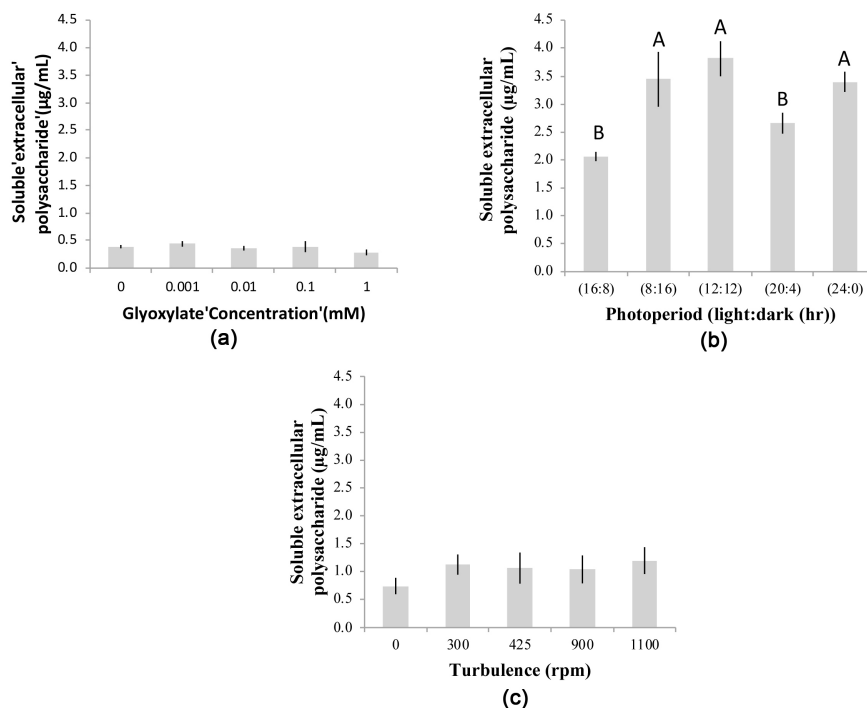 4.5
4.0
3.5
3.0
2.5
2.0
1.5
1.0
0.5
0.0
Soluble'extracellular'
polysaccharide'(µg/mL)
0 0.001 0.01 0.1 1
Glyoxylate'Concentration'(mM)
(a)
4.5
4.0
3.5
3.0
2.5
2.0
1.5
1.0
0.5
0.0
Soluble extracellular
polysaccharide (µg/mL)
B A A B A
(16:8) (8:16) (12:12) (20:4) (24:0)
Photoperiod (light:dark (hr))
(b)
4.5
4.0
3.5
3.0
2.5
2.0
1.5
1.0
0.5
0.0
Soluble extracellular
polysaccharide (µg/mL)
0 300 425 900 1100
Turbulence (rpm)
(c)